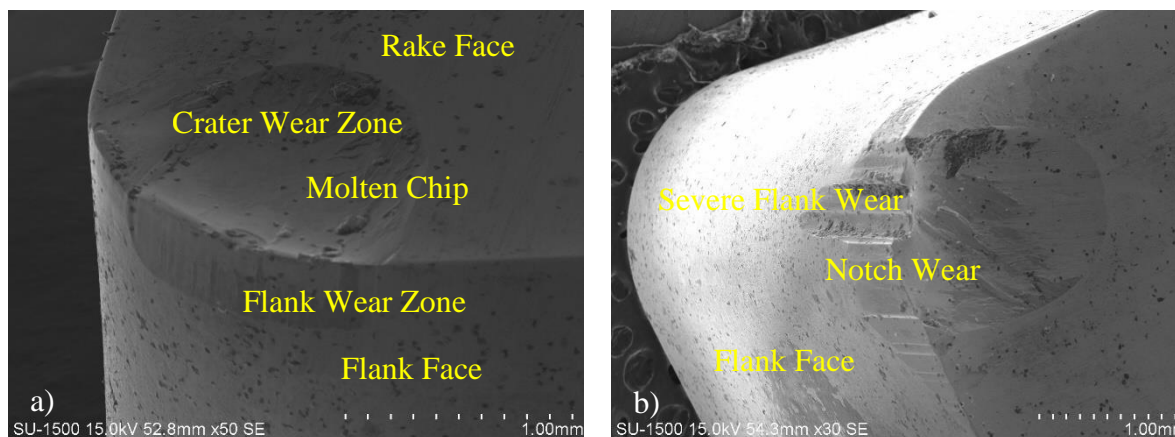 Rake Face
Crater Wear Zone
Molten Chip
Flank Wear Zone
Flank Face
a)
SU-1500 15.0kV 52.8mm x50 SE 1.00mm
Severe Flank Wear
Notch Wear
Flank Face
b)
SU-1500 15.0kV 54.3mm x30 SE 1.00mm